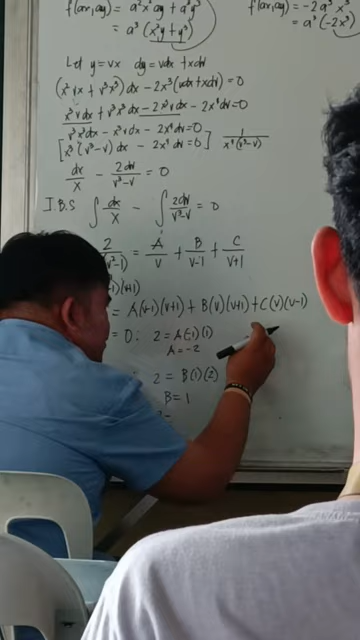 f(ax,ay) = a²x²ay + a³y³
= a³(x²y + y³)
f(ax,ay) = -2a³x³
= a³(-2x³)
Let y = vx dy = vdx + xdv
(x²vx + v³x³)dx - 2x³(vdx + xdv) = 0
x³vdx + v³x³dx - 2x³vdx - 2x⁴dv = 0
v³x³dx - x³vdx - 2x⁴dv = 0
[x³(v³-v)dx - 2x⁴dv = 0] 1/x⁴(v³-v)
dx/x - 2dv/v³-v = 0
I.B.S ∫dx/x - ∫2dv/v³-v = 0
2/(v²-1) = A/v + B/v-1 + C/v+1
= A(v-1)(v+1) + B(v)(v+1) + C(v)(v-1)
= 0: 2 = A(-1)(1)
A = -2
: 2 = B(1)(2)
B = 1